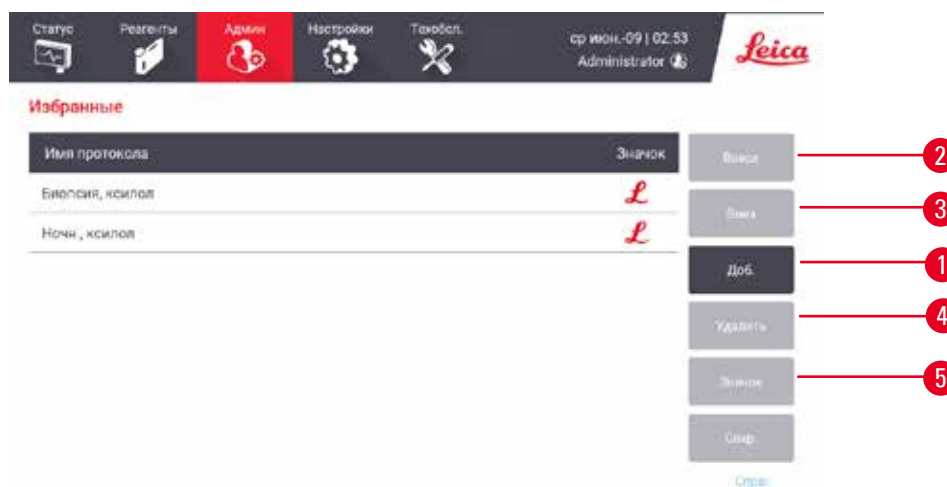 Статус Реагенты Админ Настройки Техобсл.
ср июн.-09 | 02:53
Administrator
Leica
Избранные
Имя протокола Значок
Вверх 2
Биопсия, ксилол L
Вниз 3
Ночн., ксилол L
Доб. 1
Удалить 4
Значок 5
Сохр.
Справ.